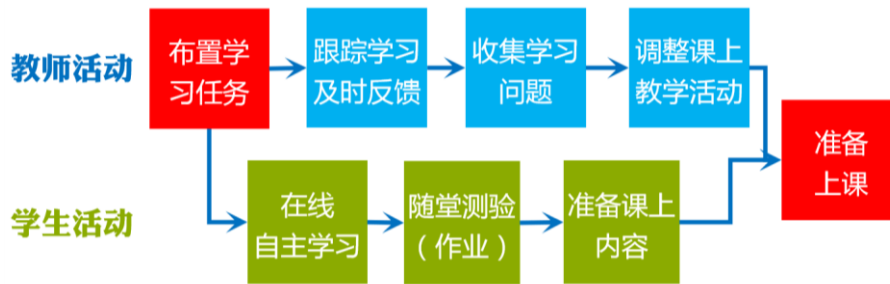 教师活动
布置学
习任务
跟踪学习
及时反馈
收集学习
问题
调整课上
教学活动
准备
上课
学生活动
在线
自主学习
随堂测验
（作业）
准备课上
内容